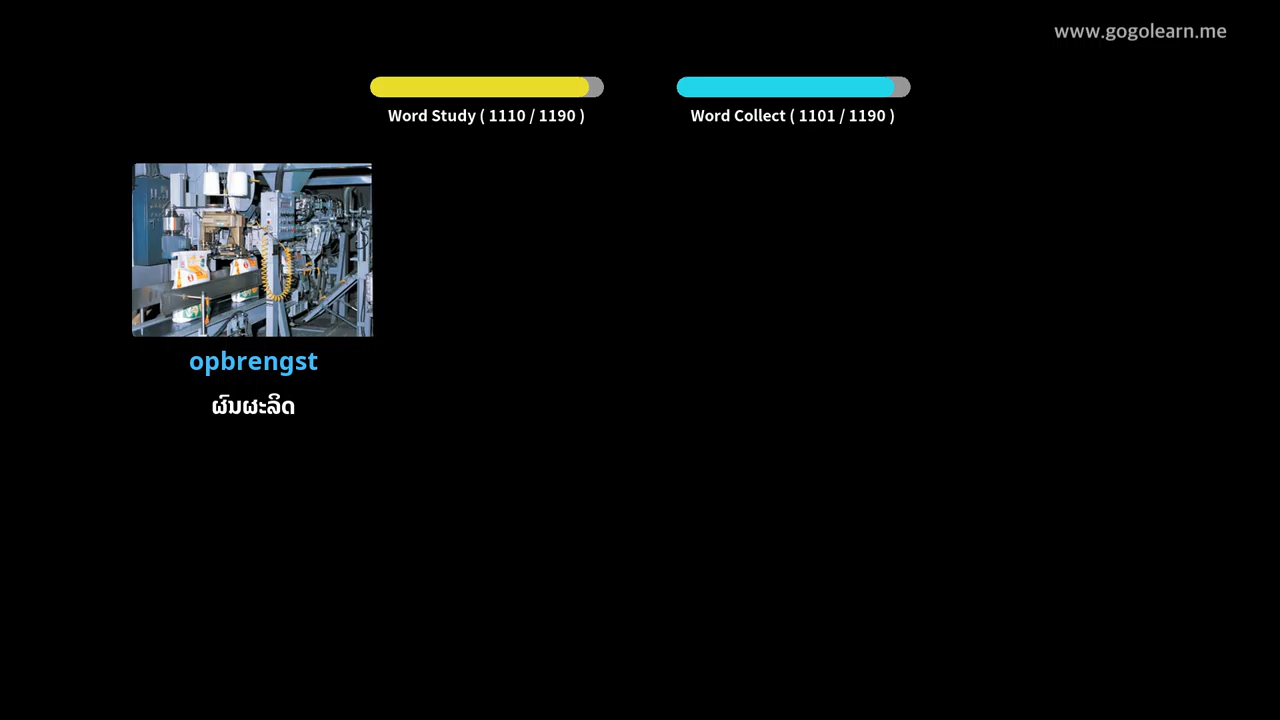 www.gogolearn.me
Word Study ( 1110 / 1190 )
Word Collect ( 1101 / 1190 )
opbrengst
ຜົນຜະລິດ